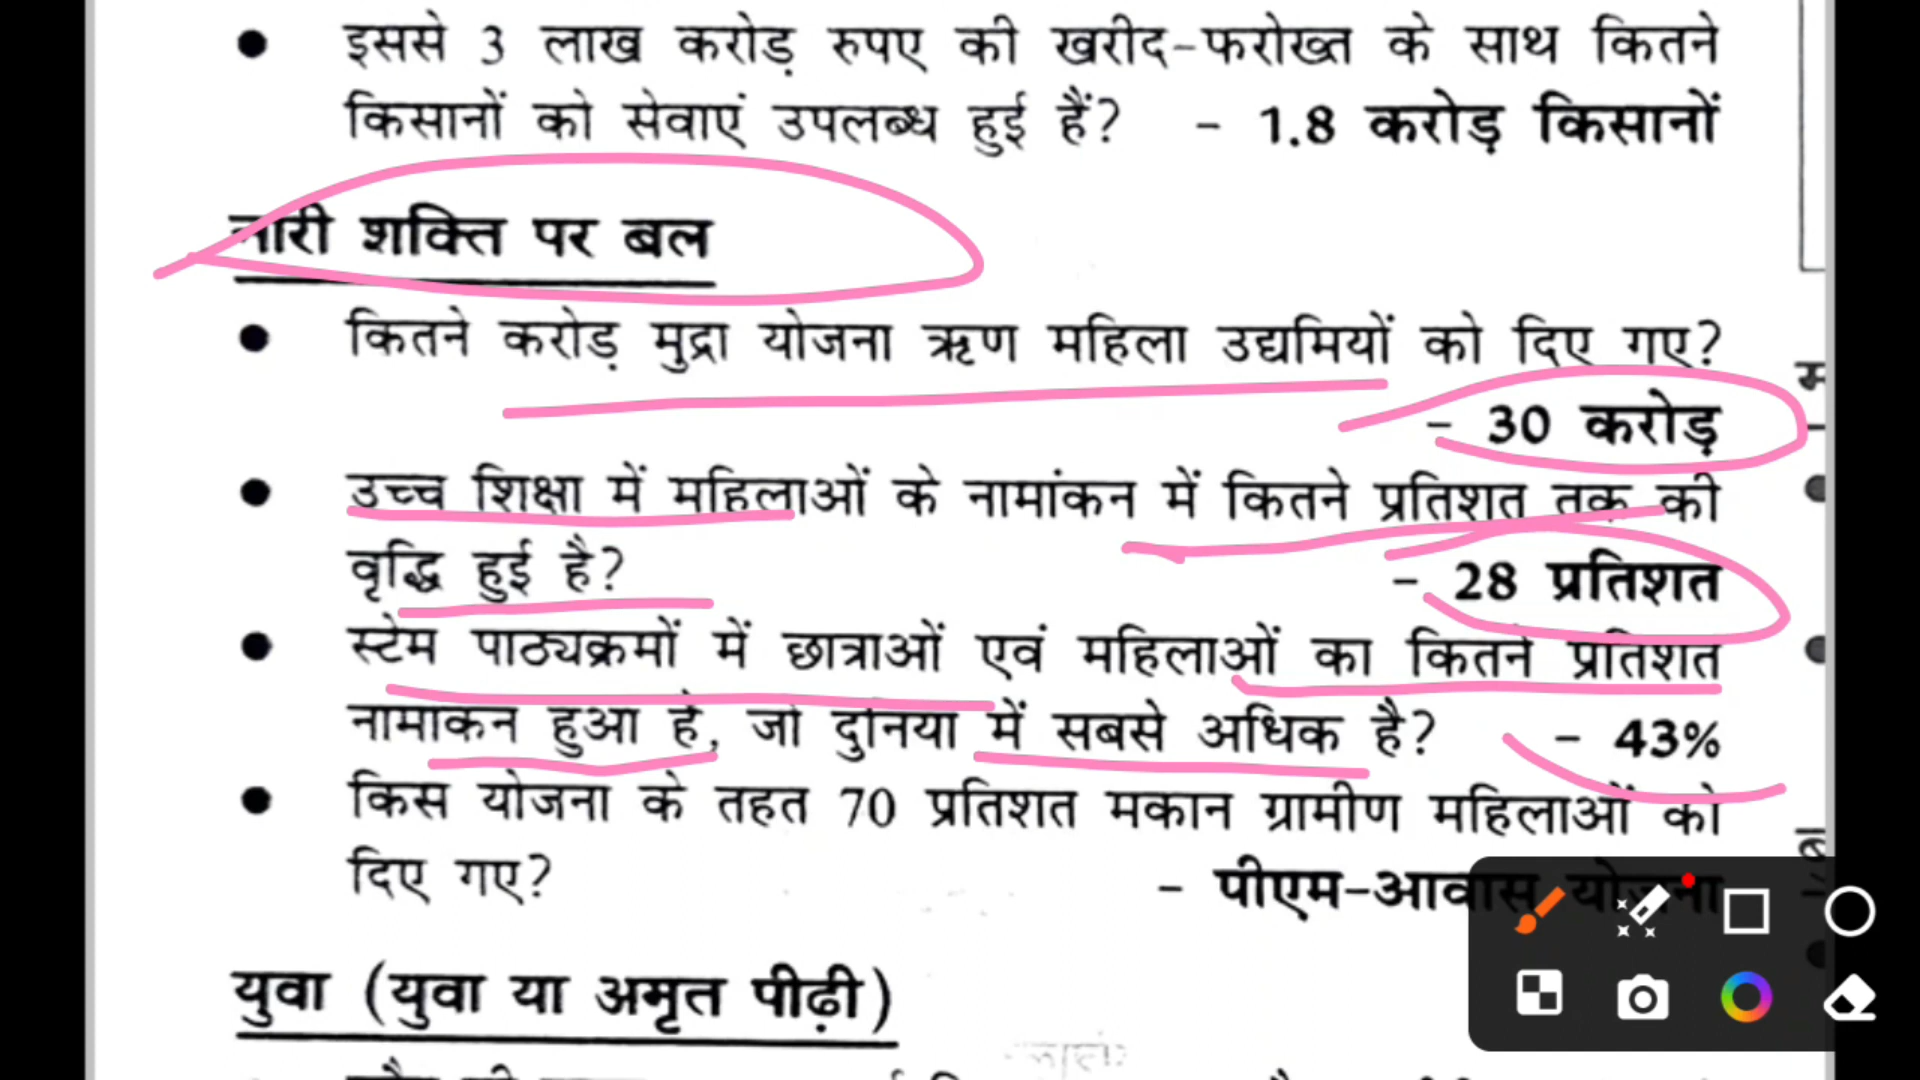 ● इससे 3 लाख करोड़ रुपए की खरीद-फरोख्त के साथ कितने
किसानों को सेवाएं उपलब्ध हुई हैं? - 1.8 करोड़ किसानों
नारी शक्ति पर बल
● कितने करोड़ मुद्रा योजना ऋण महिला उद्यमियों को दिए गए?
- 30 करोड़
● उच्च शिक्षा में महिलाओं के नामांकन में कितने प्रतिशत तक की
वृद्धि हुई है? - 28 प्रतिशत
● स्टेम पाठ्यक्रमों में छात्राओं एवं महिलाओं का कितने प्रतिशत
नामांकन हुआ है, जो दुनिया में सबसे अधिक है? - 43%
● किस योजना के तहत 70 प्रतिशत मकान ग्रामीण महिलाओं को
दिए गए? - पीएम-आवास योजना
युवा (युवा या अमृत पीढ़ी)